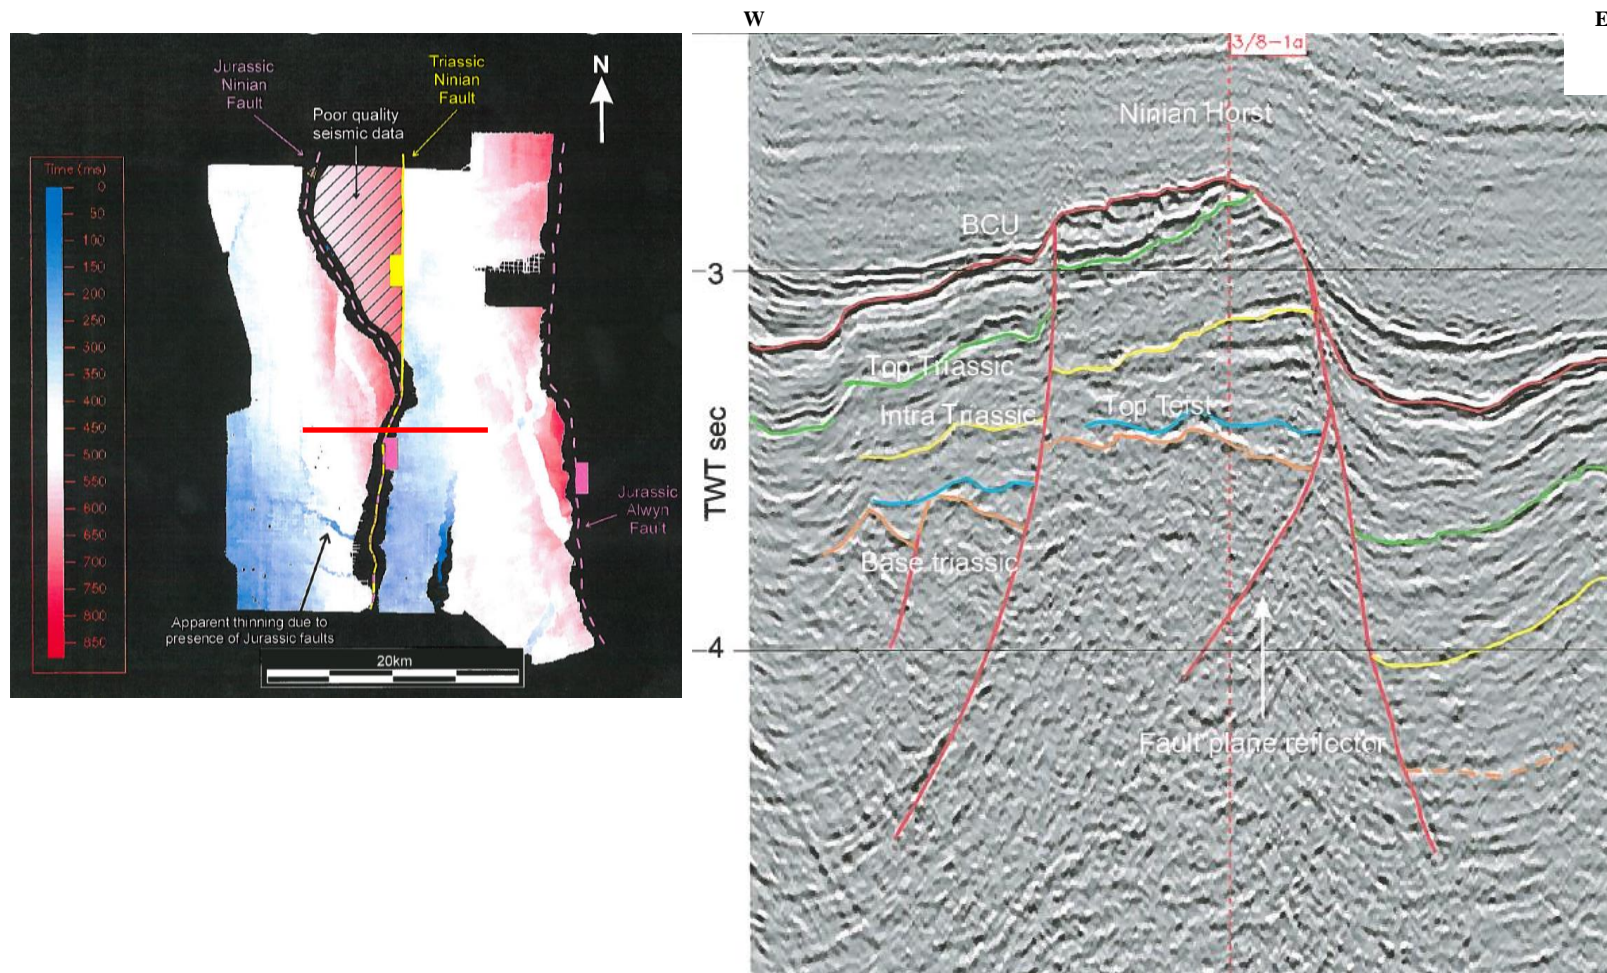 W
E
Jurassic
Ninian
Fault
Triassic
Ninian
Fault
Poor quality
seismic data
N
Time (ms)
0
50
100
150
200
250
300
350
400
450
500
550
600
650
700
750
800
850
Jurassic
Alwyn
Fault
Apparent thinning due to
presence of Jurassic faults
20km
3/8-1a
Ninian Horst
BCU
3
Top Triassic
Intra Triassic
Top Teist
TWT sec
Base triassic
4
Fault plane reflector